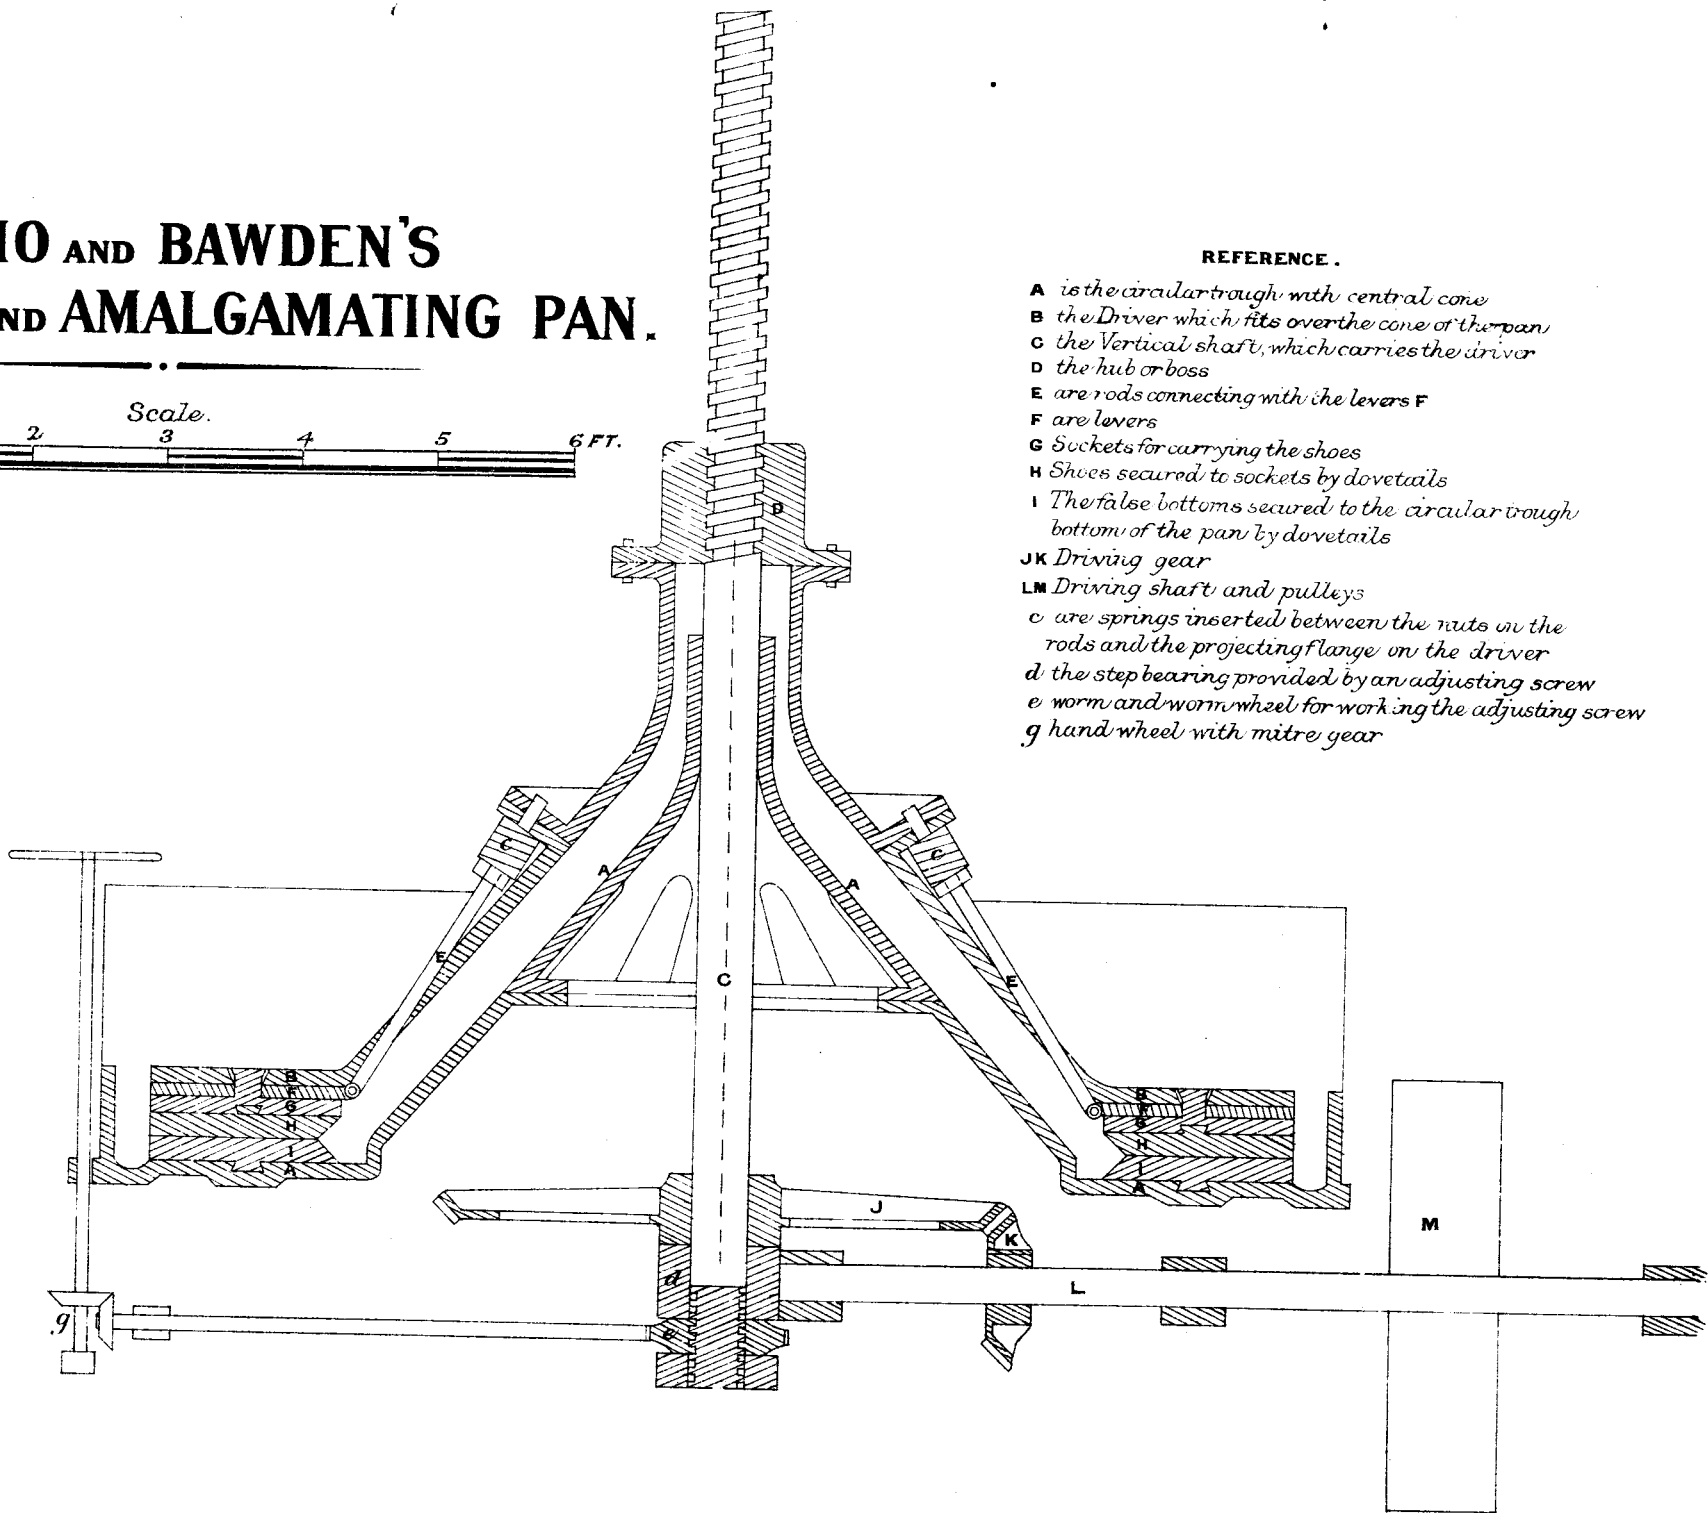 IO AND BAWDEN'S
ND AMALGAMATING PAN.
Scale.
2 3 4 5 6 FT.
REFERENCE.
A is the circular trough with central cone
B the Driver which fits over the cone of the pan
C the Vertical shaft, which carries the driver
D the hub or boss
E are rods connecting with the levers F
F are levers
G Sockets for carrying the shoes
H Shoes secured to sockets by dovetails
I The false bottoms secured to the circular trough
bottom of the pan by dovetails
JK Driving gear
LM Driving shaft and pulleys
c are springs inserted between the nuts on the
rods and the projecting flange on the driver
d the step bearing provided by an adjusting screw
e worm and worm wheel for working the adjusting screw
g hand wheel with mitre gear
D
C C
A A
E C E
B B
F F
G G
H H
I I
A A
J
K
M
d
L
g
e